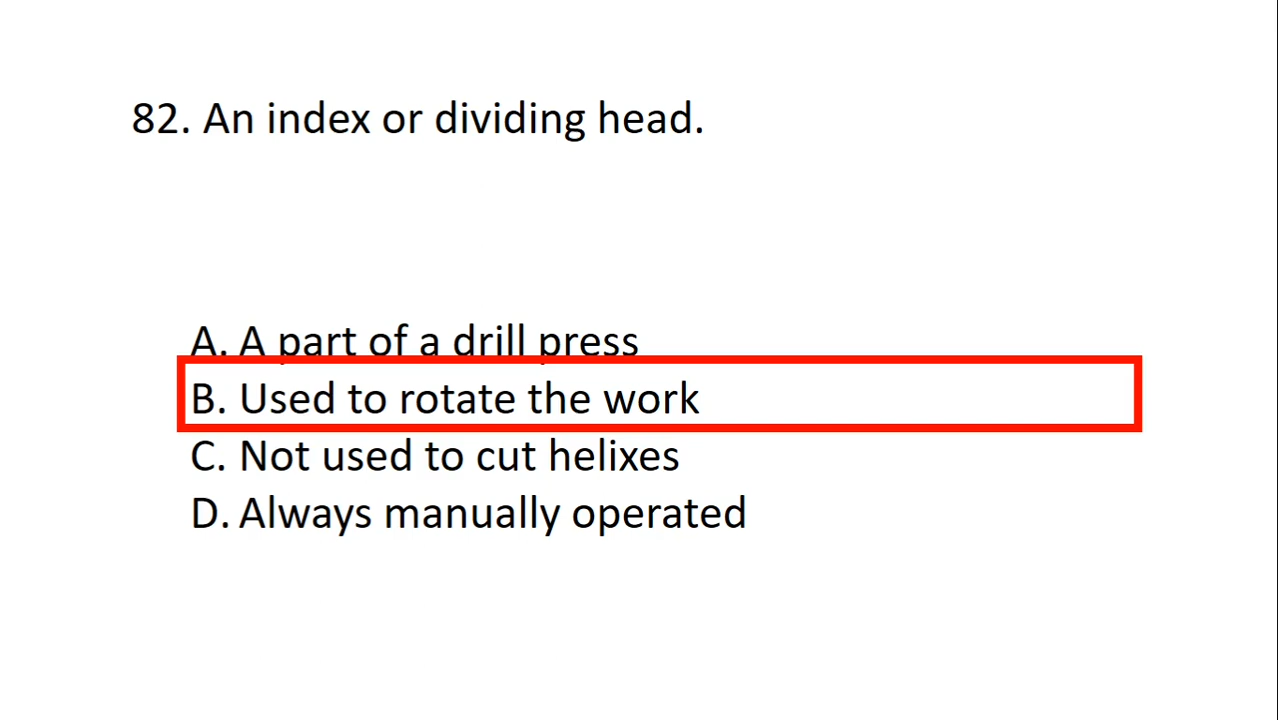 82. An index or dividing head.
A. A part of a drill press
B. Used to rotate the work
C. Not used to cut helixes
D. Always manually operated